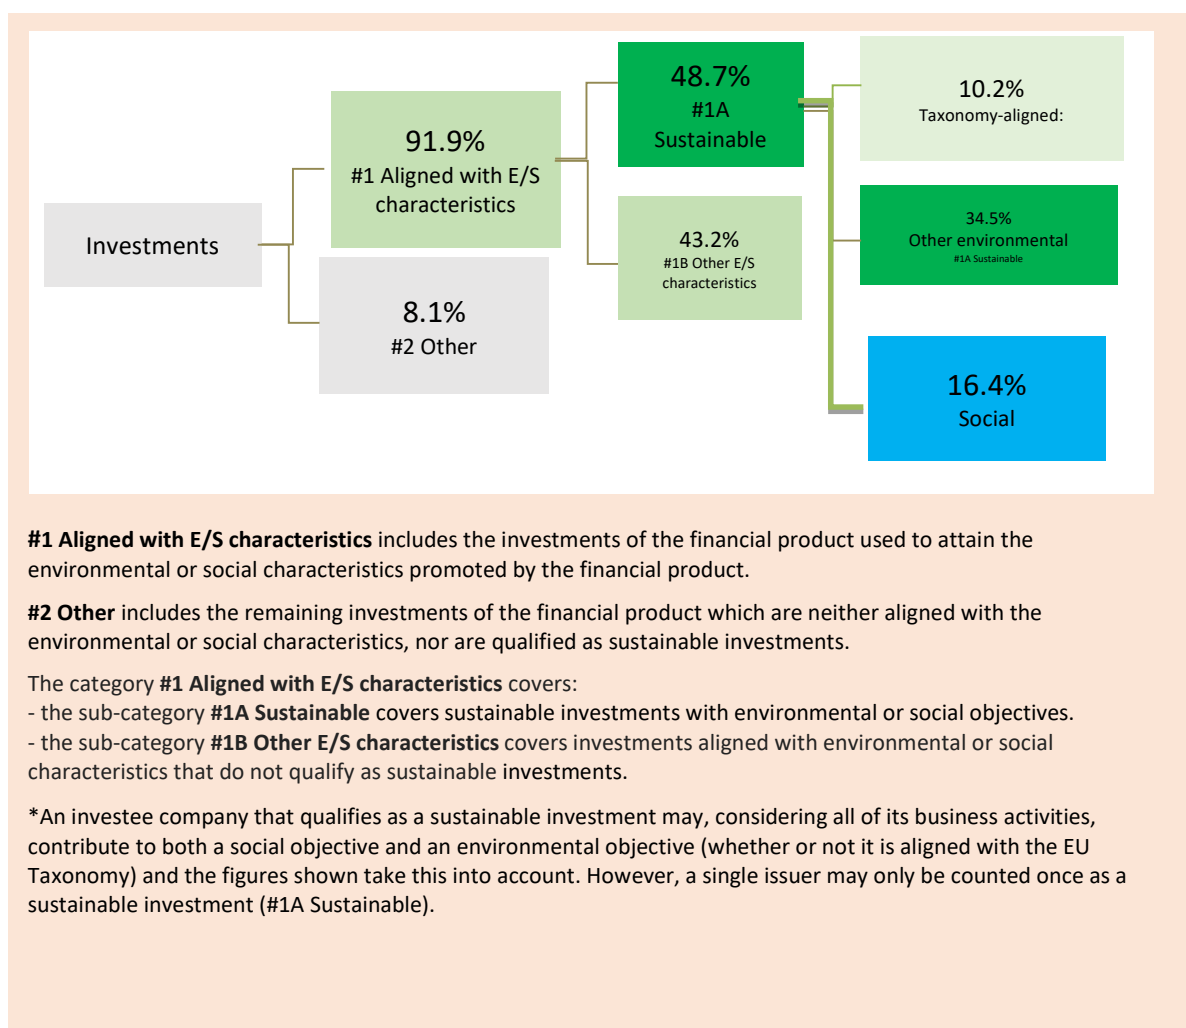 Investments
91.9%
#1 Aligned with E/S
characteristics
8.1%
#2 Other
48.7%
#1A
Sustainable
43.2%
#1B Other E/S
characteristics
10.2%
Taxonomy-aligned:
34.5%
Other environmental
#1A Sustainable
16.4%
Social
#1 Aligned with E/S characteristics includes the investments of the financial product used to attain the
environmental or social characteristics promoted by the financial product.
#2 Other includes the remaining investments of the financial product which are neither aligned with the
environmental or social characteristics, nor are qualified as sustainable investments.
The category #1 Aligned with E/S characteristics covers:
- the sub-category #1A Sustainable covers sustainable investments with environmental or social objectives.
- the sub-category #1B Other E/S characteristics covers investments aligned with environmental or social
characteristics that do not qualify as sustainable investments.
*An investee company that qualifies as a sustainable investment may, considering all of its business activities,
contribute to both a social objective and an environmental objective (whether or not it is aligned with the EU
Taxonomy) and the figures shown take this into account. However, a single issuer may only be counted once as a
sustainable investment (#1A Sustainable).